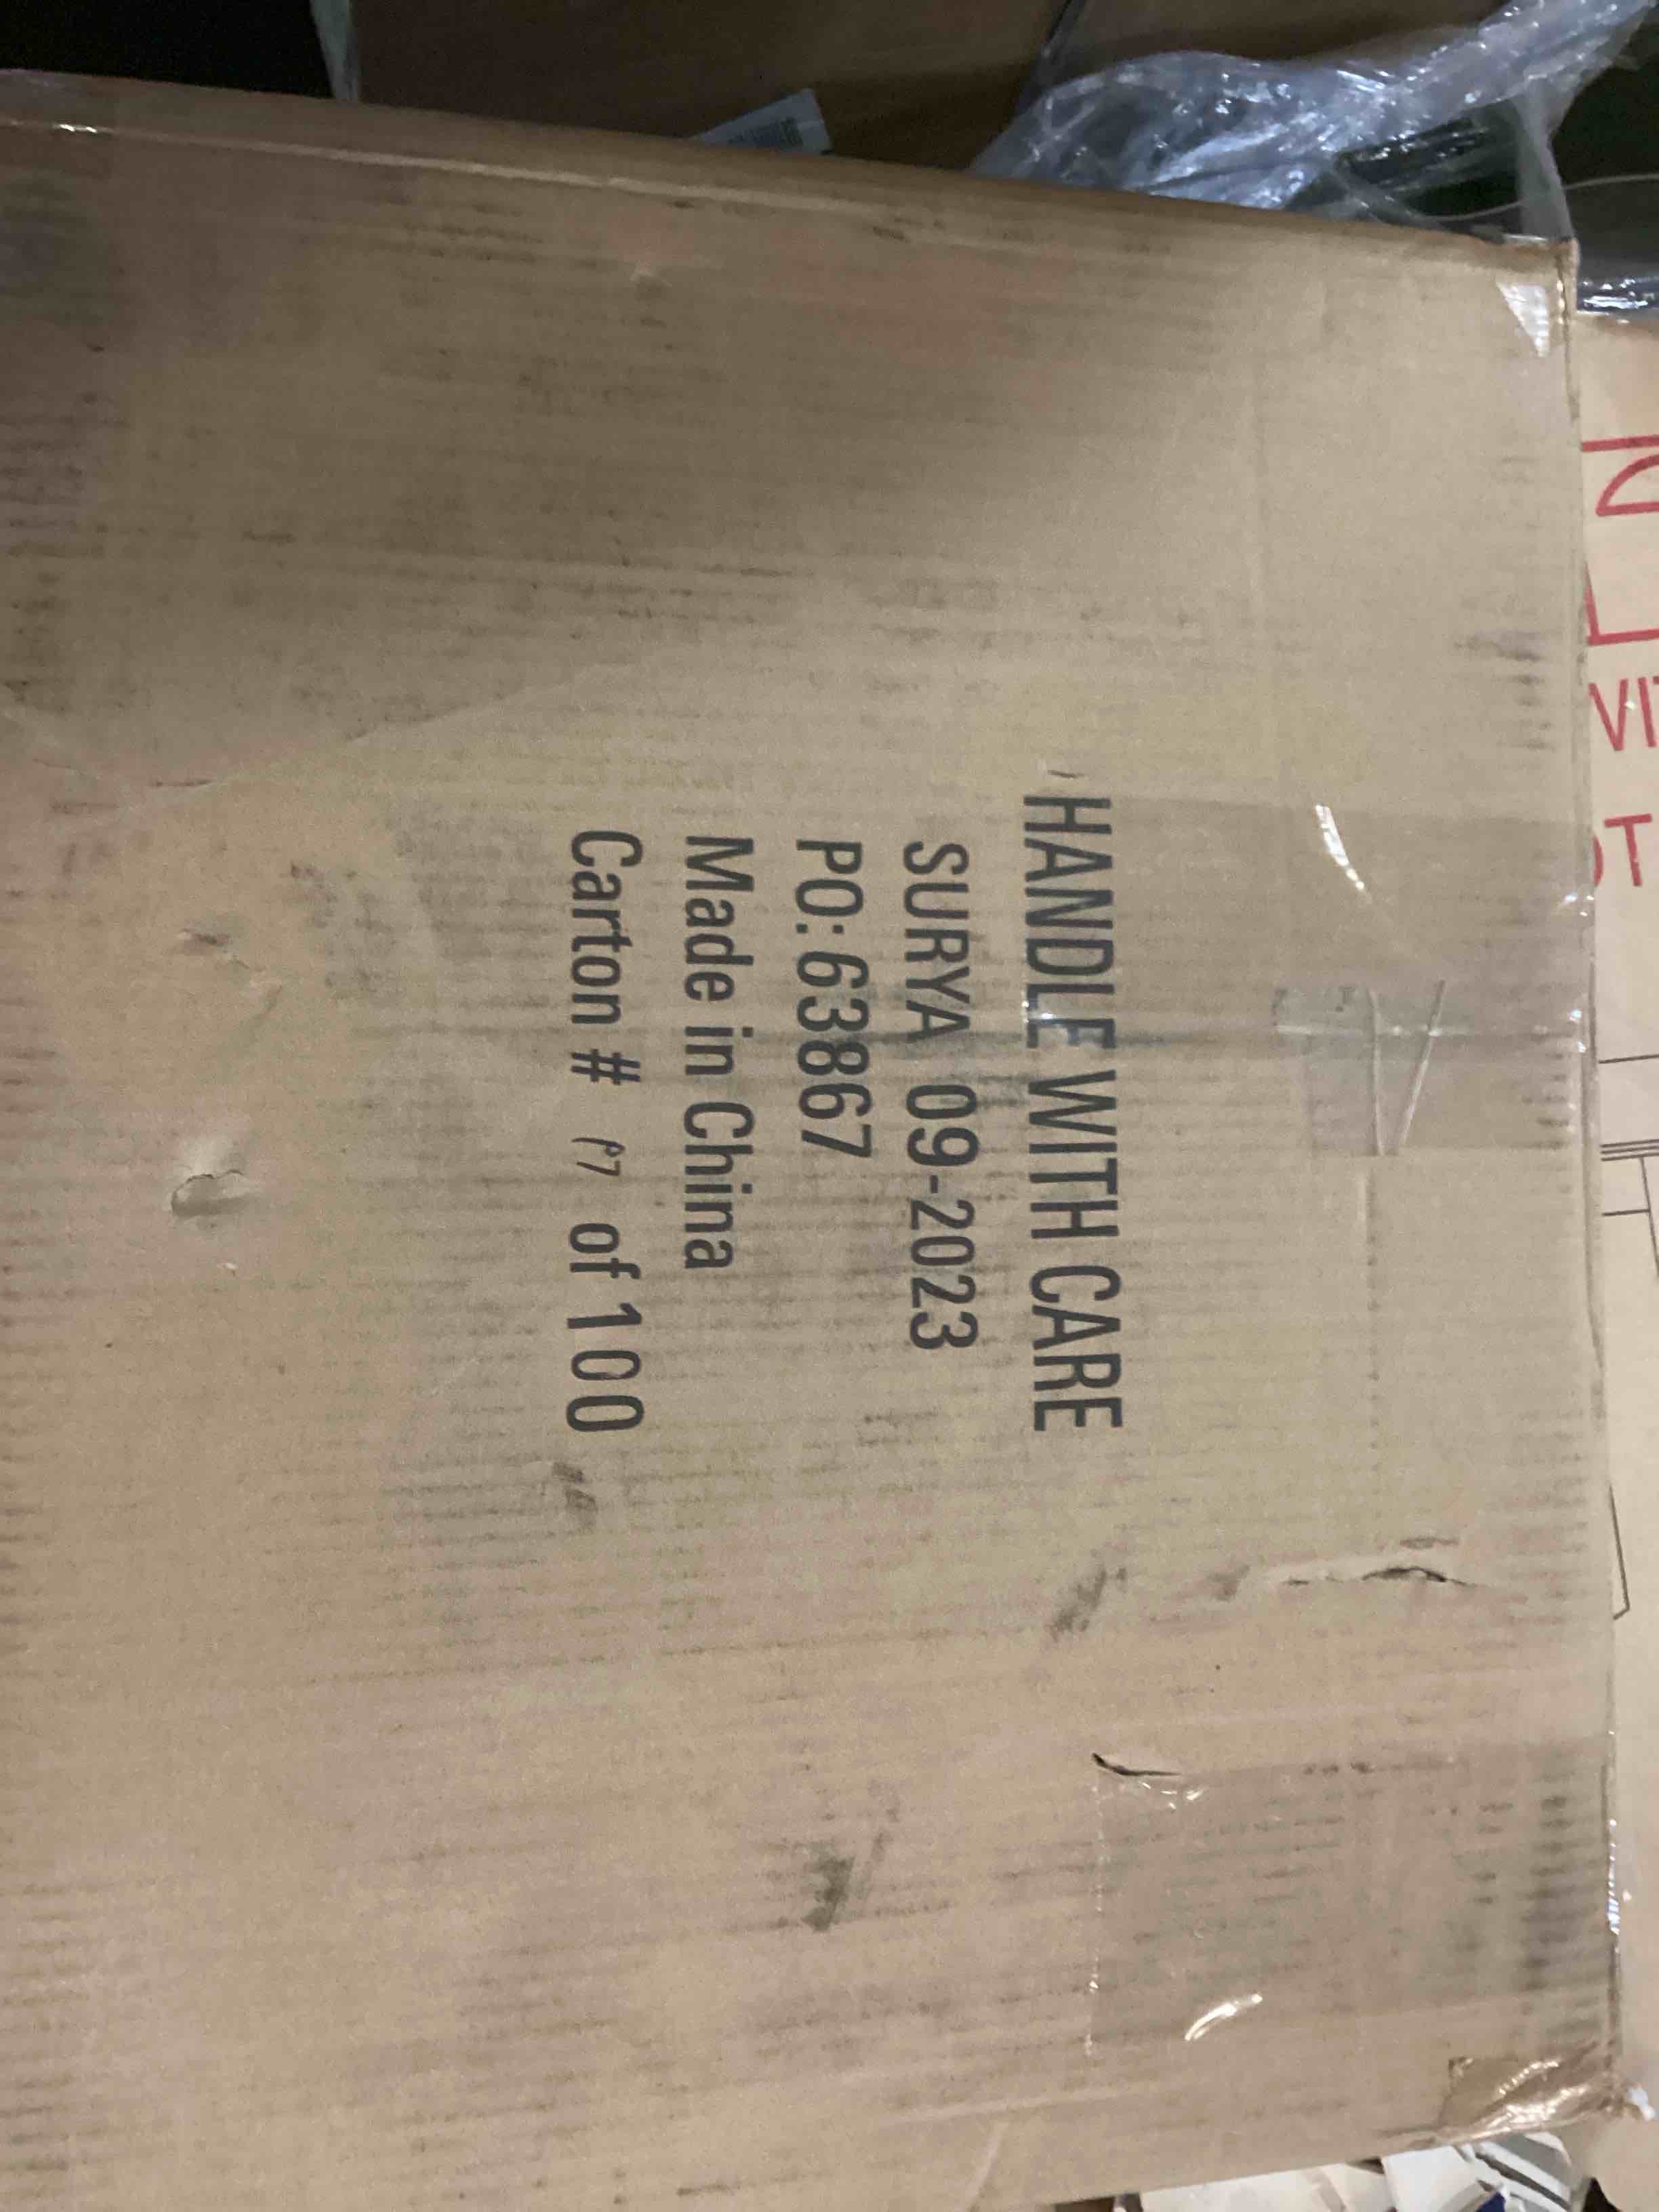 HANDLE WITH CARE
SURYA 09-2023
PO: 63867
Made in China
Carton # of 100